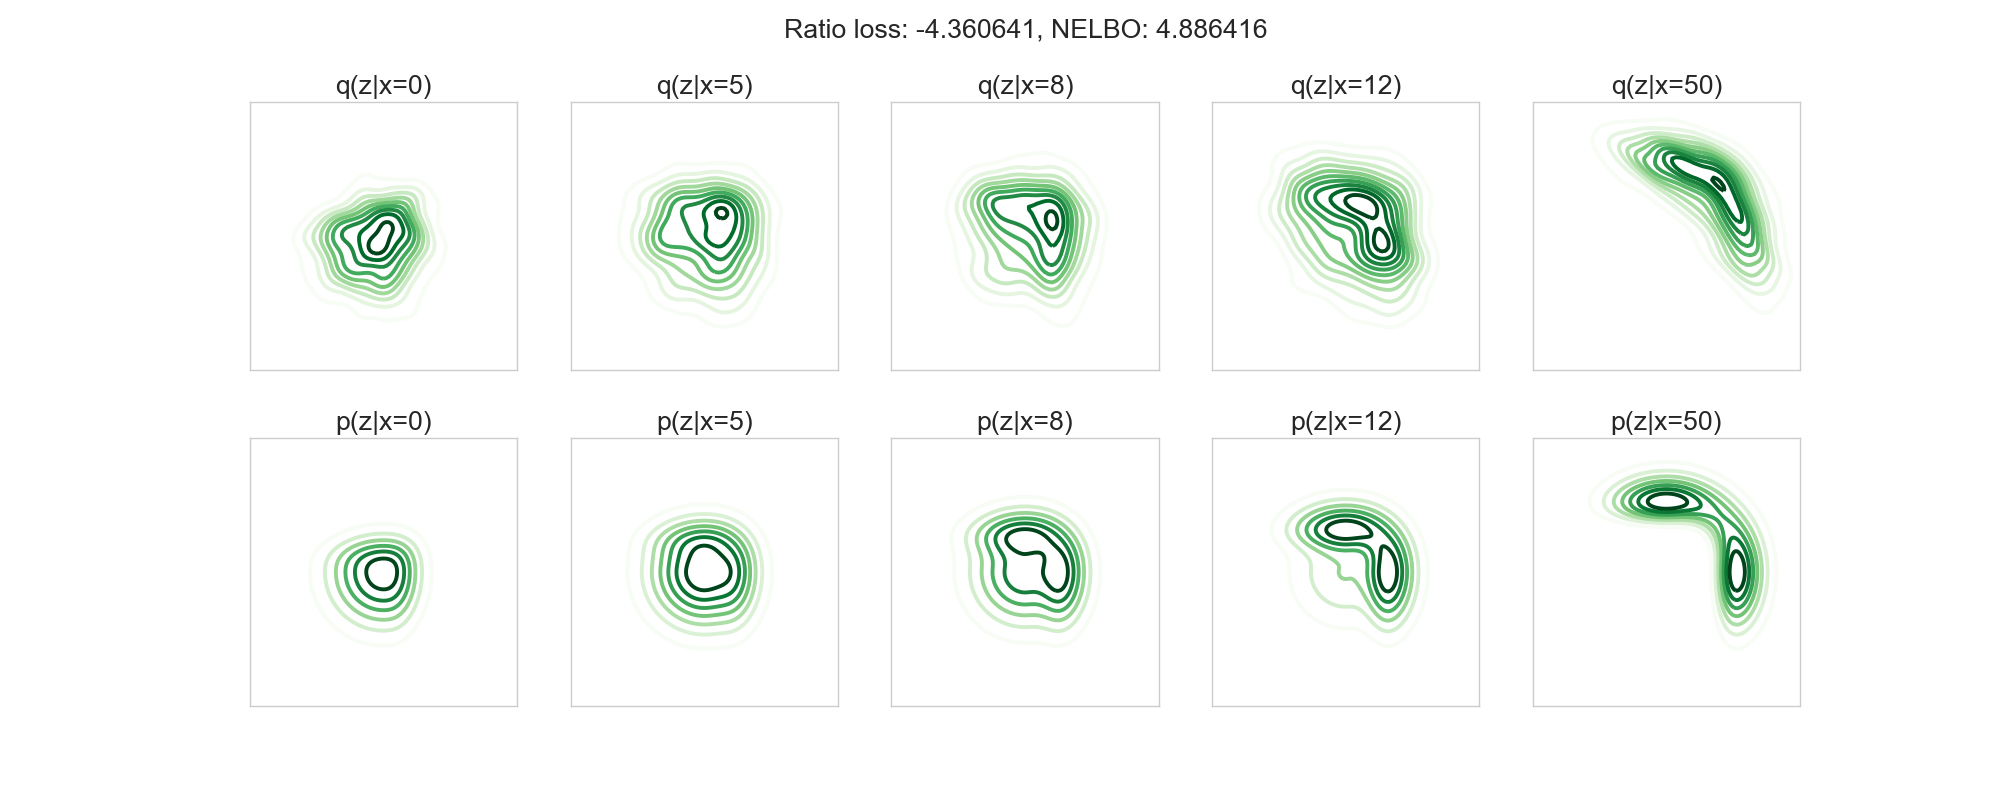 Ratio loss: -4.360641, NELBO: 4.886416
q(z|x=0) q(z|x=5) q(z|x=8) q(z|x=12) q(z|x=50)
p(z|x=0) p(z|x=5) p(z|x=8) p(z|x=12) p(z|x=50)